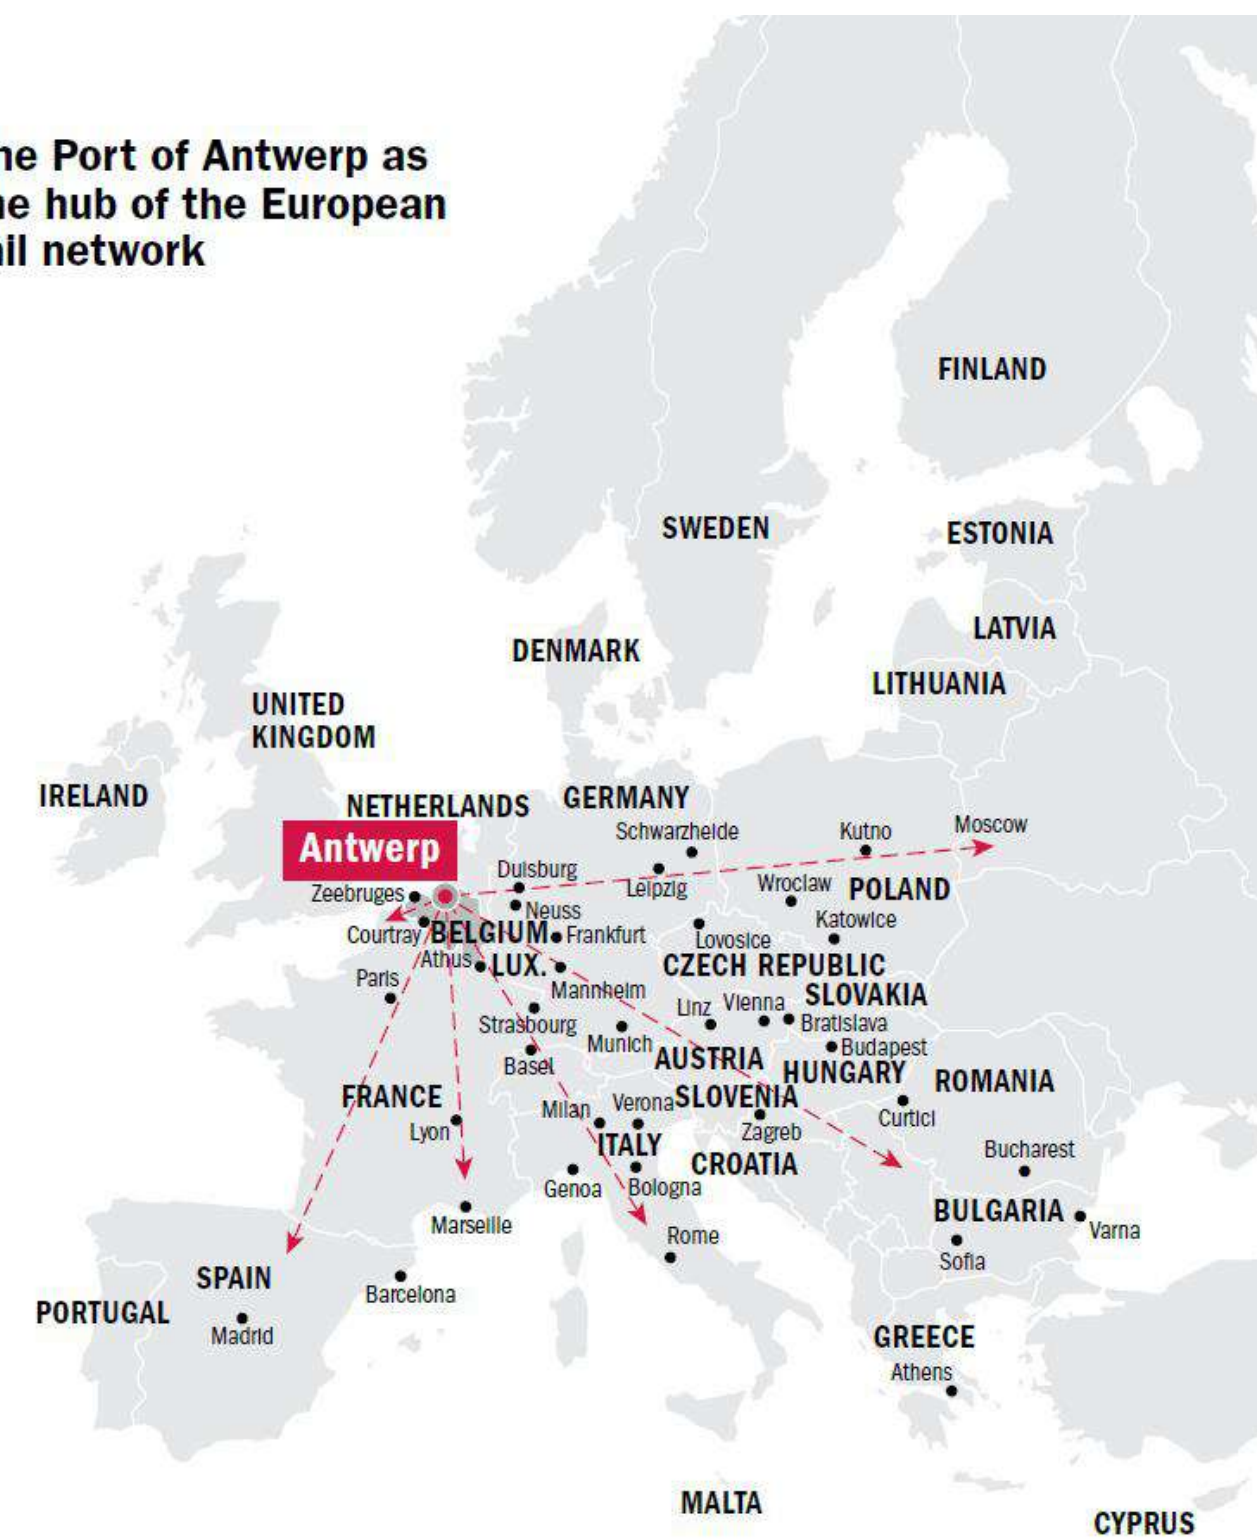 he Port of Antwerp as
he hub of the European
ail network
FINLAND
SWEDEN
ESTONIA
LATVIA
DENMARK
LITHUANIA
UNITED
KINGDOM
IRELAND
NETHERLANDS
GERMANY
Schwarzheide
Kutno
Moscow
Antwerp
Duisburg
Leipzig
Wroclaw
POLAND
Zeebruges
Neuss
Katowice
Courtray
BELGIUM
Frankfurt
Lovosice
Athus
LUX.
CZECH REPUBLIC
Paris
Mannheim
SLOVAKIA
Linz
Vienna
Strasbourg
Bratislava
Munich
Budapest
Basel
AUSTRIA
HUNGARY
ROMANIA
FRANCE
Milan
Verona
SLOVENIA
Curtici
Lyon
Zagreb
ITALY
Bucharest
CROATIA
Genoa
Bologna
Marseille
BULGARIA
Varna
Rome
Sofia
SPAIN
Barcelona
PORTUGAL
Madrid
GREECE
Athens
MALTA
CYPRUS